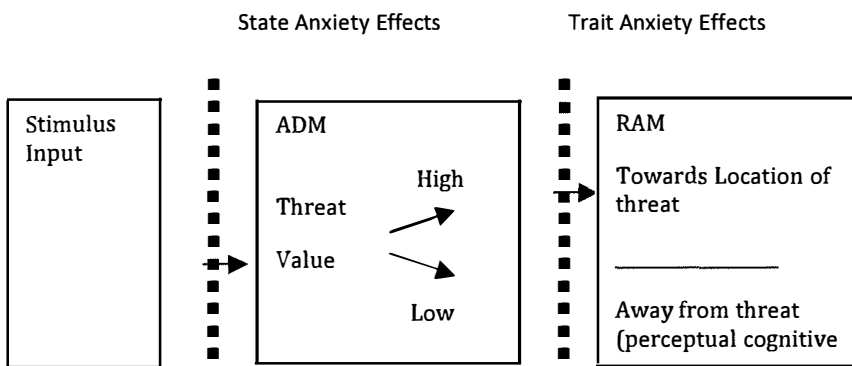 State Anxiety Effects
Trait Anxiety Effects
Stimulus
Input
ADM
High
Threat
Value
Low
RAM
Towards Location of
threat
Away from threat
(perceptual cognitive